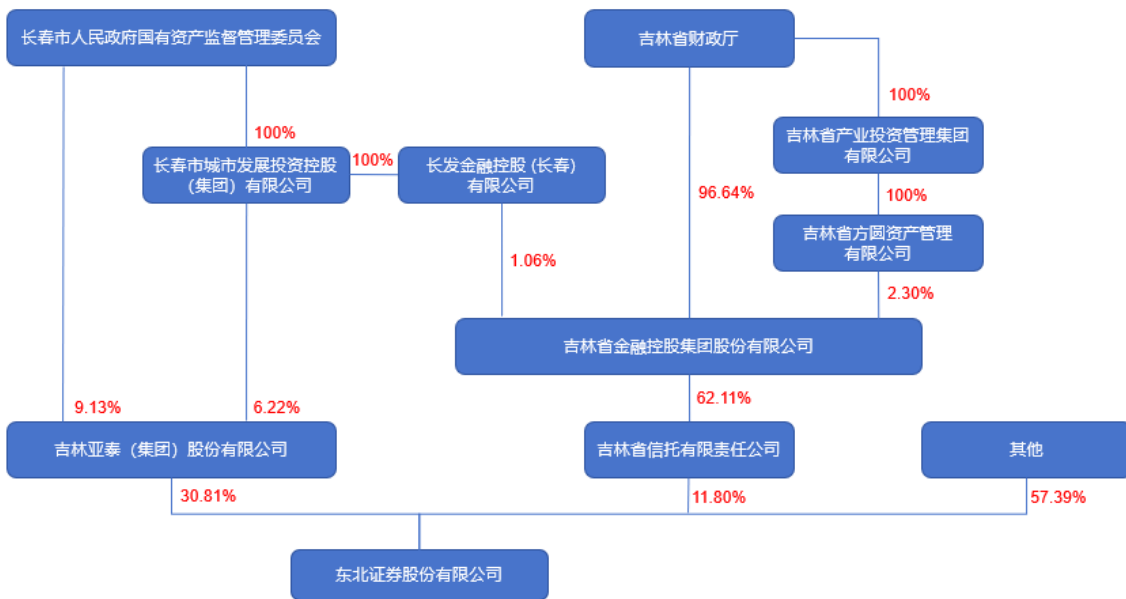 长春市人民政府国有资产监督管理委员会
吉林省财政厅
100%
100%
吉林省产业投资管理集团
有限公司
长春市城市发展投资控股
（集团）有限公司
100%
长发金融控股 (长春)
有限公司
96.64%
100%
吉林省方圆资产管理
有限公司
1.06%
2.30%
吉林省金融控股集团股份有限公司
9.13%
6.22%
62.11%
吉林亚泰（集团）股份有限公司
吉林省信托有限责任公司
其他
30.81%
11.80%
57.39%
东北证券股份有限公司